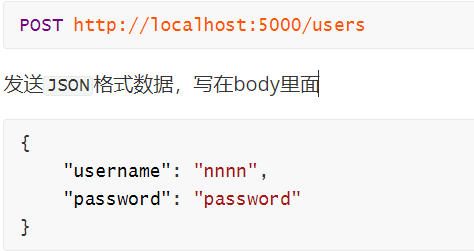 POST http://localhost:5000/users
发送JSON格式数据，写在body里面
{
"username": "nnnn",
"password": "password"
}